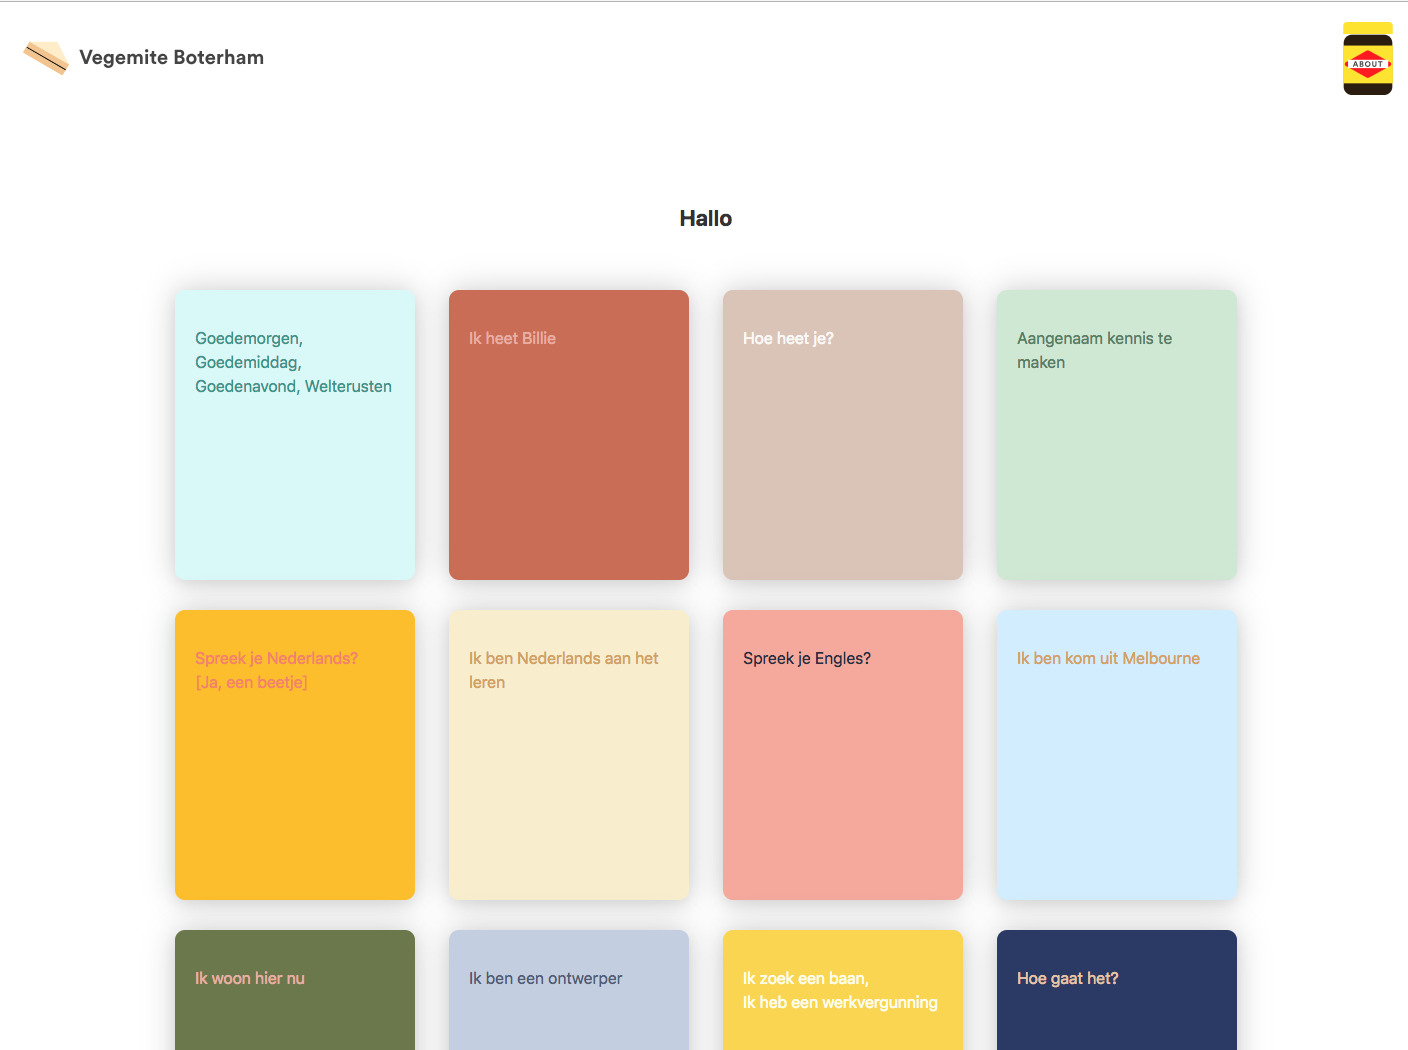 Vegemite Boterham
ABOUT
Hallo
Goedemorgen,
Goedemiddag,
Goedenavond, Welterusten
Ik heet Billie
Hoe heet je?
Aangenaam kennis te
maken
Spreek je Nederlands?
[Ja, een beetje]
Ik ben Nederlands aan het
leren
Spreek je Engles?
Ik ben kom uit Melbourne
Ik woon hier nu
Ik ben een ontwerper
Ik zoek een baan,
Ik heb een werkvergunning
Hoe gaat het?